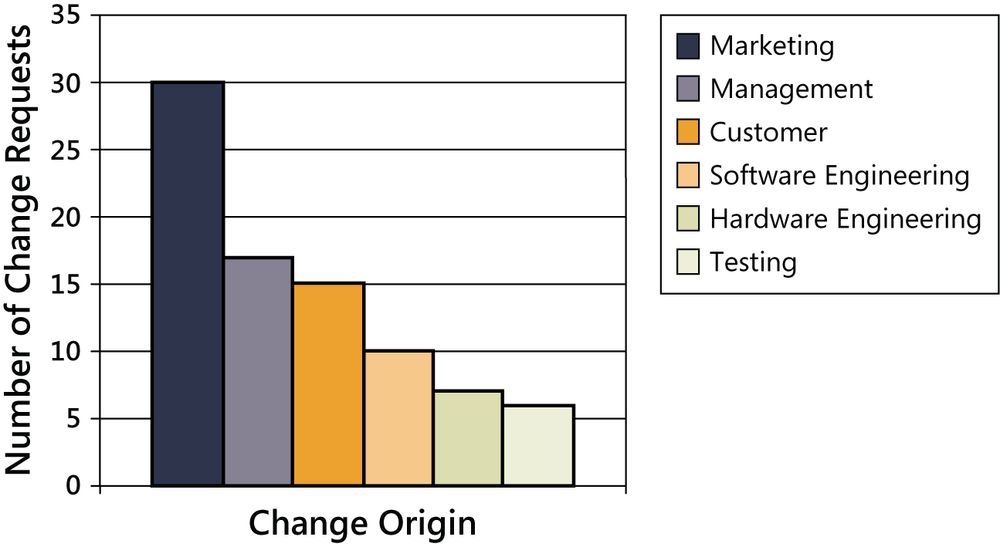 Number of Change Requests
35
30
25
20
15
10
5
0
Change Origin
Marketing
Management
Customer
Software Engineering
Hardware Engineering
Testing